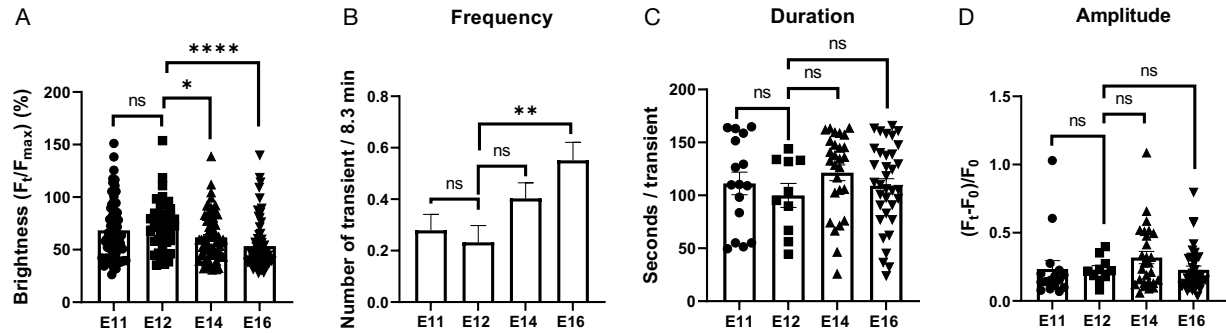 A
Brightness (Ft/Fmax) (%)
200
150
100
50
0
ns
*
****
E11 E12 E14 E16
B
Frequency
Number of transient / 8.3 min
0.8
0.6
0.4
0.2
0.0
ns
ns
**
E11 E12 E14 E16
C
Duration
Seconds / transient
200
150
100
50
0
ns
ns
ns
E11 E12 E14 E16
D
Amplitude
(Ft-F0)/F0
1.5
1.0
0.5
0.0
ns
ns
ns
E11 E12 E14 E16